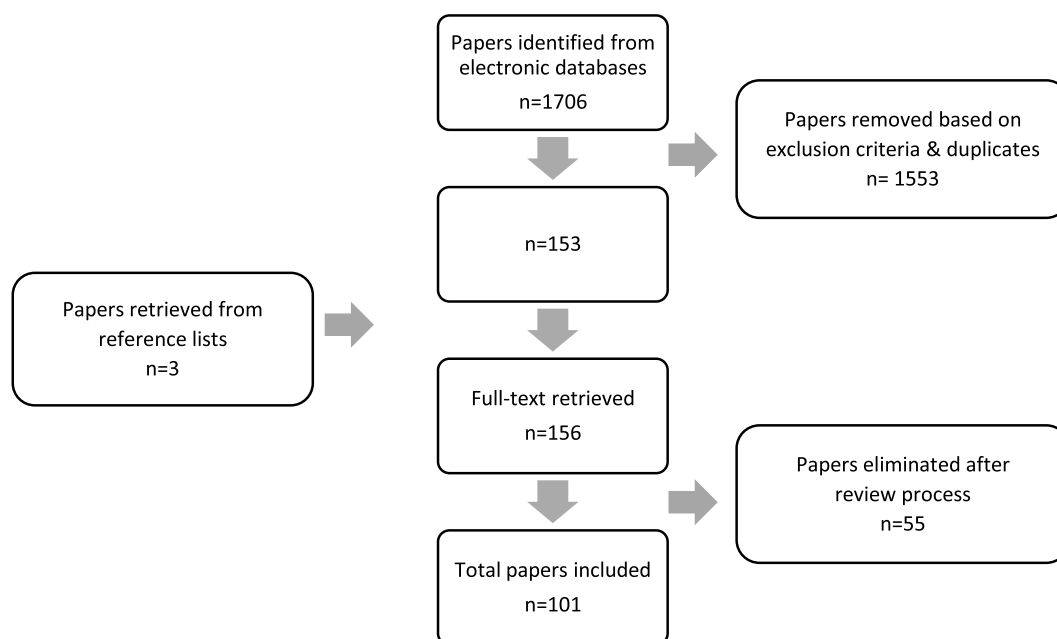 Papers identified from
electronic databases
n=1706
Papers removed based on
exclusion criteria & duplicates
n= 1553
n=153
Papers retrieved from
reference lists
n=3
Full-text retrieved
n=156
Papers eliminated after
review process
n=55
Total papers included
n=101